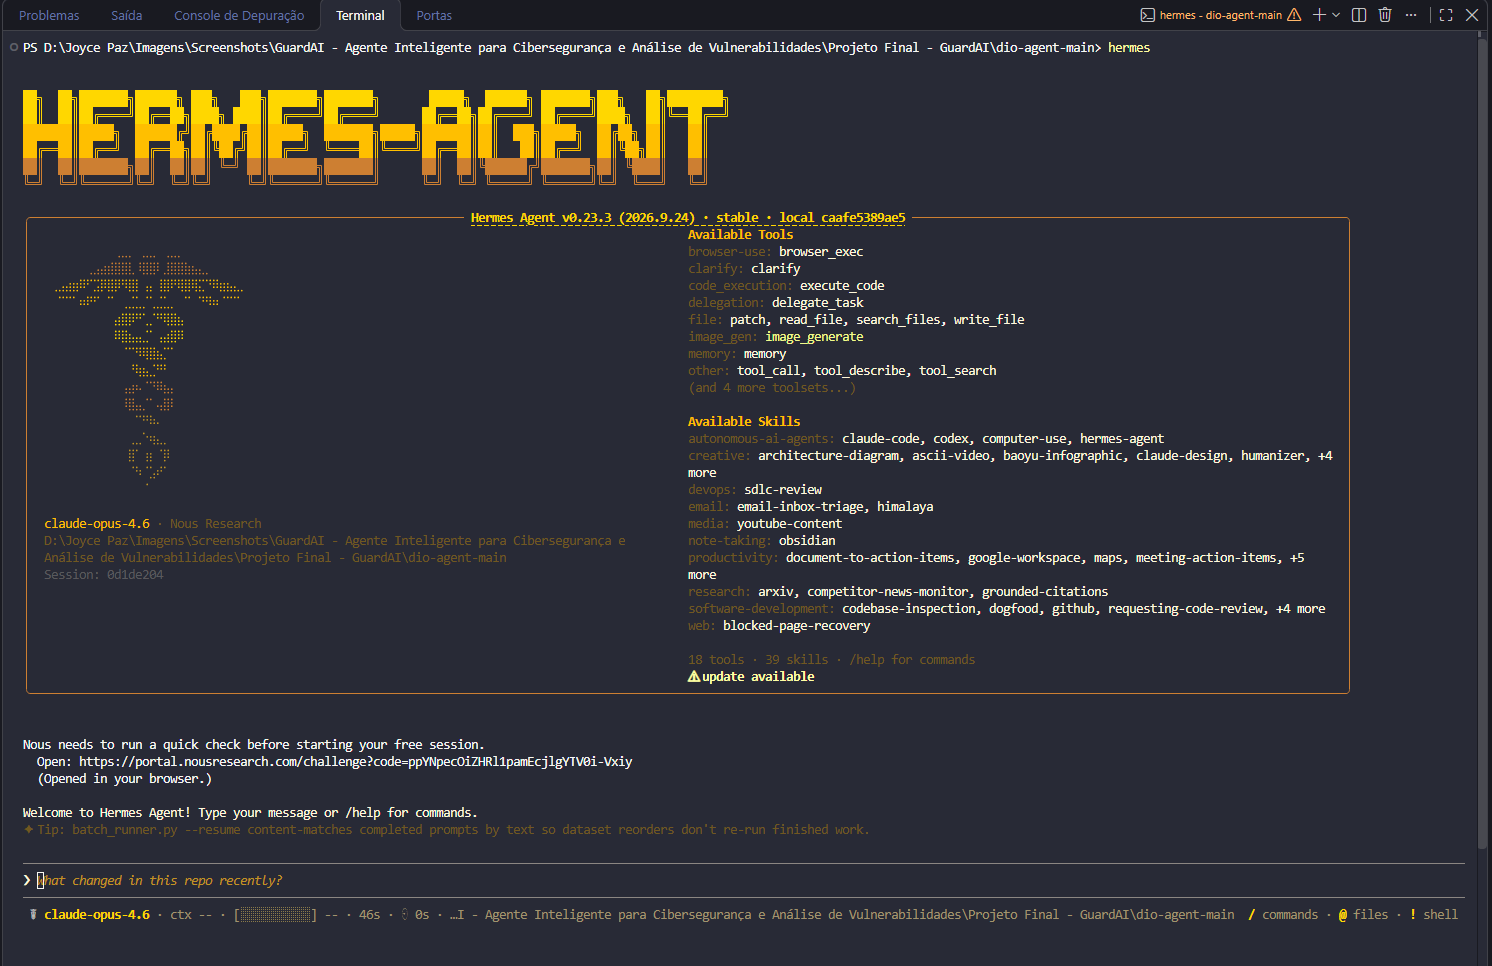 Problemas Saída Console de Depuração Terminal Portas hermes - dio-agent-main
PS D:\Joyce Paz\Imagens\Screenshots\GuardAI - Agente Inteligente para Cibersegurança e Análise de Vulnerabilidades\Projeto Final - GuardAI\dio-agent-main> hermes
HERMES-AGENT
Hermes Agent v0.23.3 (2026.9.24) · stable · local caafe5389ae5
Available Tools
browser-use: browser_exec
clarify: clarify
code_execution: execute_code
delegation: delegate_task
file: patch, read_file, search_files, write_file
image_gen: image_generate
memory: memory
other: tool_call, tool_describe, tool_search
(and 4 more toolsets...)
Available Skills
autonomous-ai-agents: claude-code, codex, computer-use, hermes-agent
creative: architecture-diagram, ascii-video, baoyu-infographic, claude-design, humanizer, +4
more
devops: sdlc-review
email: email-inbox-triage, himalaya
media: youtube-content
note-taking: obsidian
productivity: document-to-action-items, google-workspace, maps, meeting-action-items, +5
more
research: arxiv, competitor-news-monitor, grounded-citations
software-development: codebase-inspection, dogfood, github, requesting-code-review, +4 more
web: blocked-page-recovery
18 tools · 39 skills · /help for commands
⚠update available
claude-opus-4.6 · Nous Research
D:\Joyce Paz\Imagens\Screenshots\GuardAI - Agente Inteligente para Cibersegurança e
Análise de Vulnerabilidades\Projeto Final - GuardAI\dio-agent-main
Session: 0d1de204
Nous needs to run a quick check before starting your free session.
Open: https://portal.nousresearch.com/challenge?code=ppYNpecOiZHRl1pamEcjlgYTV0i-Vxiy
(Opened in your browser.)
Welcome to Hermes Agent! Type your message or /help for commands.
✦ Tip: batch_runner.py --resume content-matches completed prompts by text so dataset reorders don't re-run finished work.
❯ What changed in this repo recently?
claude-opus-4.6 · ctx -- · [░░░░░░░░░░] -- · 46s · 0s · …I - Agente Inteligente para Cibersegurança e Análise de Vulnerabilidades\Projeto Final - GuardAI\dio-agent-main / commands · @ files · ! shell